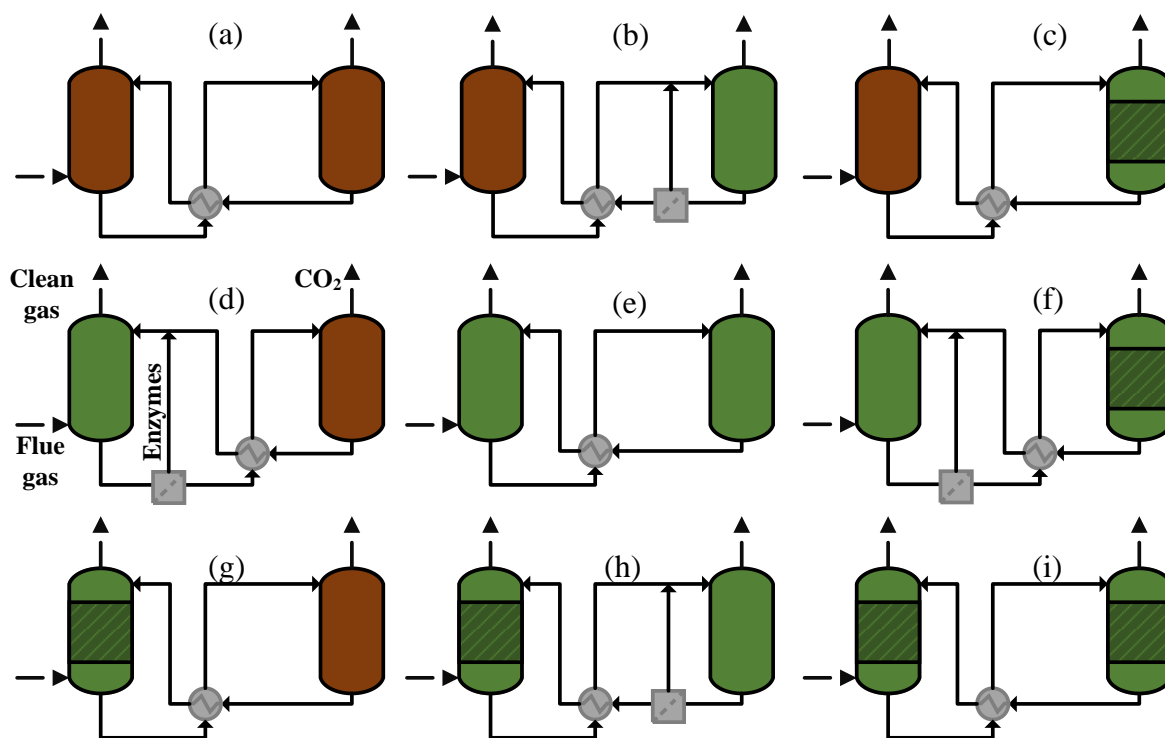 (a)
(b)
(c)
Clean
gas
(d)
CO₂
(e)
(f)
Enzymes
Flue
gas
(g)
(h)
(i)